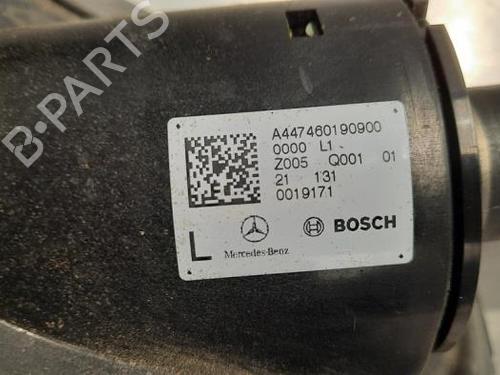 A447460190900
0000 L1
Z005 Q001 01
21 131
0019171
L
Mercedes-Benz
BOSCH
B-PARTS